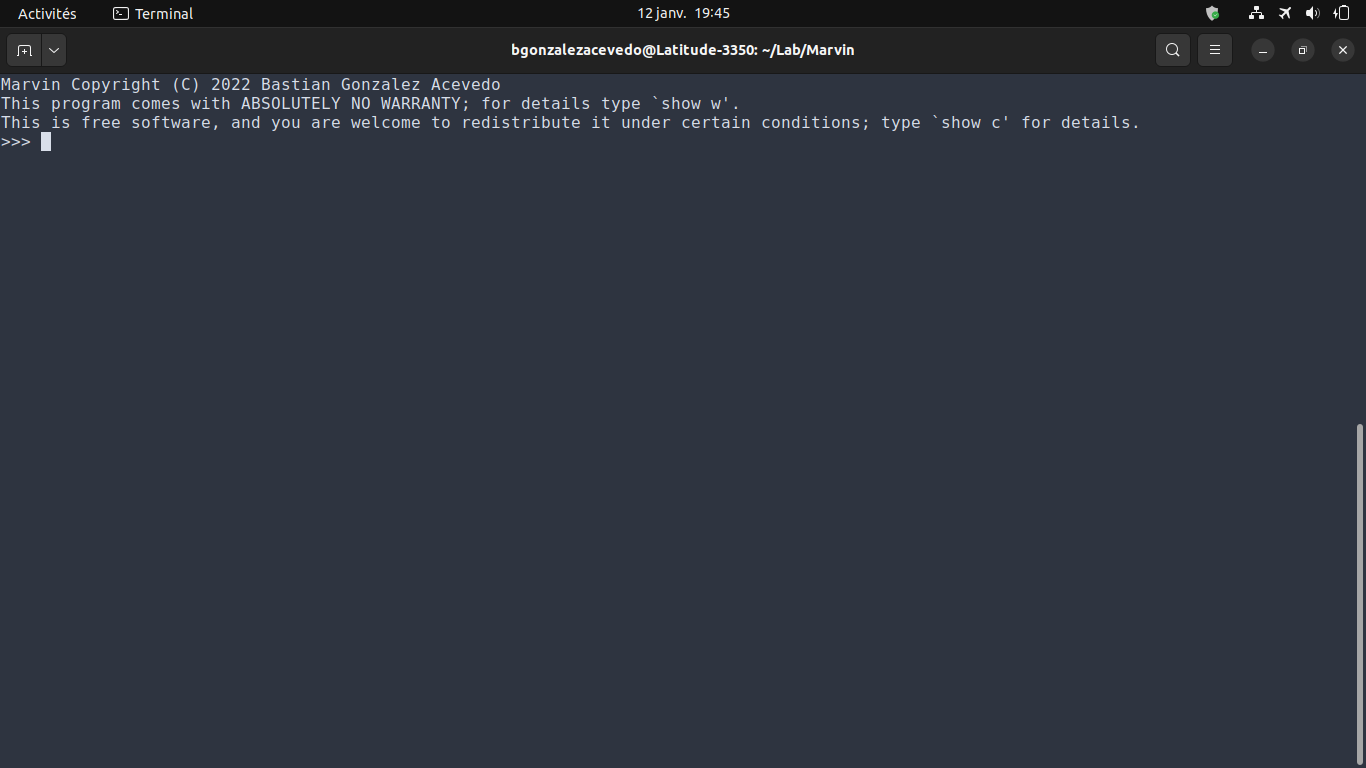 Activités Terminal 12 janv. 19:45
bgonzalezacevedo@Latitude-3350: ~/Lab/Marvin
Marvin Copyright (C) 2022 Bastian Gonzalez Acevedo
This program comes with ABSOLUTELY NO WARRANTY; for details type `show w'.
This is free software, and you are welcome to redistribute it under certain conditions; type `show c' for details.
>>>